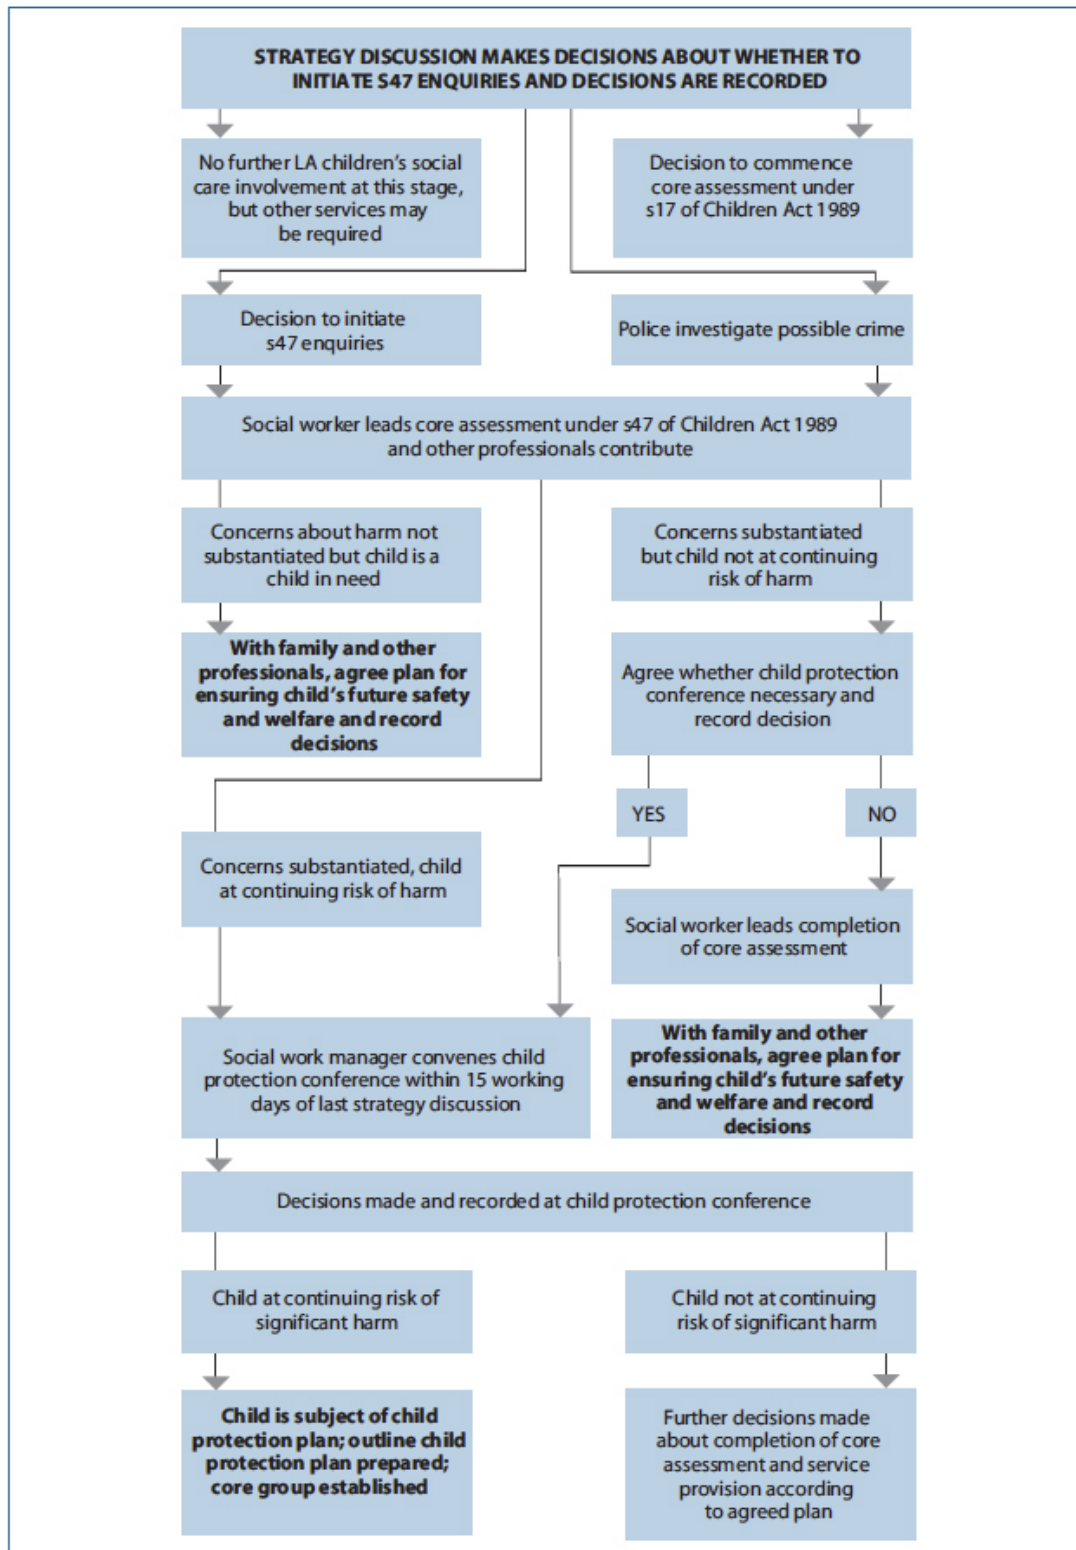 STRATEGY DISCUSSION MAKES DECISIONS ABOUT WHETHER TO
INITIATE S47 ENQUIRIES AND DECISIONS ARE RECORDED
No further LA children's social
care involvement at this stage,
but other services may
be required
Decision to commence
core assessment under
s17 of Children Act 1989
Decision to initiate
s47 enquiries
Police investigate possible crime
Social worker leads core assessment under s47 of Children Act 1989
and other professionals contribute
Concerns about harm not
substantiated but child is a
child in need
Concerns substantiated
but child not at continuing
risk of harm
With family and other
professionals, agree plan for
ensuring child's future safety
and welfare and record
decisions
Agree whether child protection
conference necessary and
record decision
YES
NO
Concerns substantiated, child
at continuing risk of harm
Social worker leads completion
of core assessment
Social work manager convenes child
protection conference within 15 working
days of last strategy discussion
With family and other
professionals, agree plan for
ensuring child's future safety
and welfare and record
decisions
Decisions made and recorded at child protection conference
Child at continuing risk of
significant harm
Child not at continuing
risk of significant harm
Child is subject of child
protection plan; outline child
protection plan prepared;
core group established
Further decisions made
about completion of core
assessment and service
provision according
to agreed plan